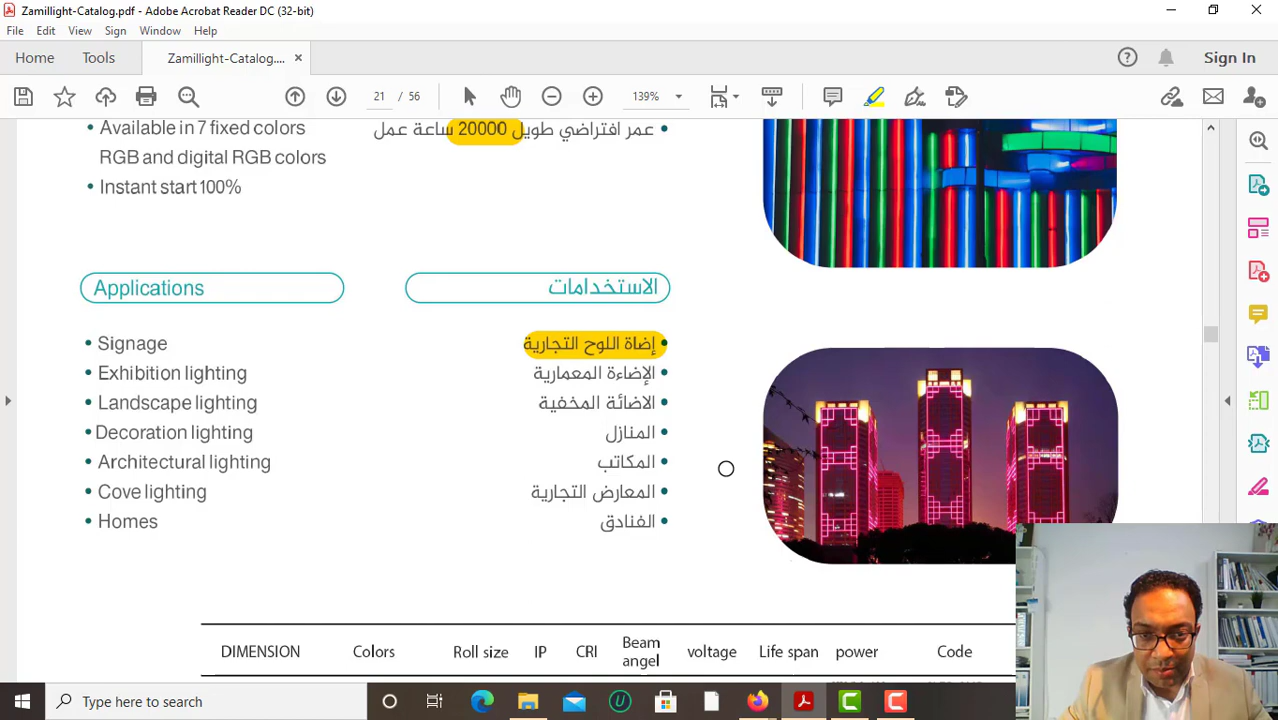 Zamillight-Catalog.pdf - Adobe Acrobat Reader DC (32-bit)
File Edit View Sign Window Help
Home Tools Zamillight-Catalog.... Sign In
21 / 56 139%
Available in 7 fixed colors
RGB and digital RGB colors
Instant start 100%
عمر افتراضي طويل 20000 ساعة عمل
Applications
Signage
Exhibition lighting
Landscape lighting
Decoration lighting
Architectural lighting
Cove lighting
Homes
الاستخدامات
إضاة اللوح التجارية
الإضاءة المعمارية
الاضائة المخفية
المنازل
المكاتب
المعارض التجارية
الفنادق
DIMENSION Colors Roll size IP CRI Beam angel voltage Life span power Code
Type here to search